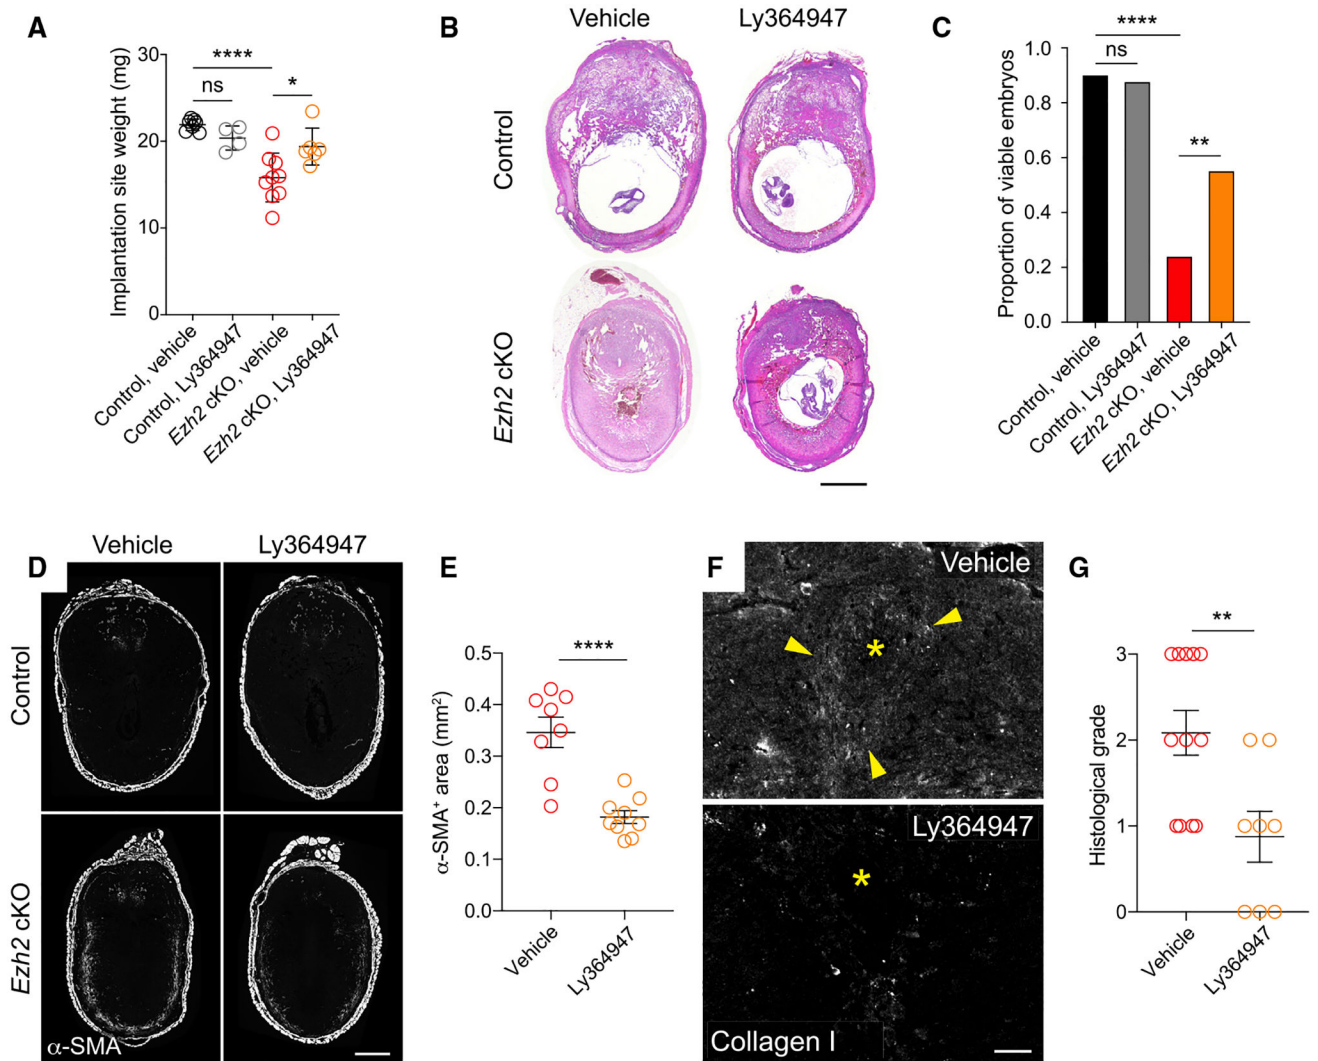 A
Implantation site weight (mg)
30
20
10
0
****
ns
*
Control, vehicle
Control, Ly364947
Ezh2 cKO, vehicle
Ezh2 cKO, Ly364947
B
Vehicle
Ly364947
Control
Ezh2 cKO
C
Proportion of viable embryos
1.0
0.8
0.6
0.4
0.2
0.0
****
ns
**
Control, vehicle
Control, Ly364947
Ezh2 cKO, vehicle
Ezh2 cKO, Ly364947
D
Vehicle
Ly364947
Control
Ezh2 cKO
α-SMA
E
α-SMA⁺ area (mm²)
0.5
0.4
0.3
0.2
0.1
0.0
****
Vehicle
Ly364947
F
Vehicle
*
Ly364947
*
Collagen I
G
Histological grade
3
2
1
0
**
Vehicle
Ly364947